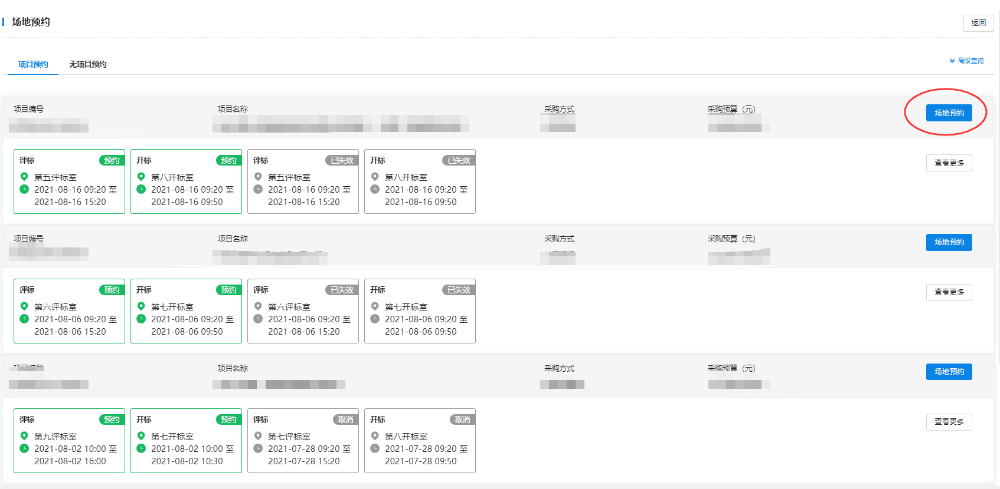 场地预约
返回
项目预约
无项目预约
高级查询
项目编号
项目名称
采购方式
采购预算（元）
场地预约
评标
预约
第五评标室
2021-08-16 09:20 至
2021-08-16 15:20
开标
预约
第八开标室
2021-08-16 09:20 至
2021-08-16 09:50
评标
已失效
第五评标室
2021-08-16 09:20 至
2021-08-16 15:20
开标
已失效
第八开标室
2021-08-16 09:20 至
2021-08-16 09:50
查看更多
项目编号
项目名称
采购方式
采购预算（元）
场地预约
评标
预约
第六评标室
2021-08-06 09:20 至
2021-08-06 15:20
开标
预约
第七开标室
2021-08-06 09:20 至
2021-08-06 09:50
评标
已失效
第六评标室
2021-08-06 09:20 至
2021-08-06 15:20
开标
已失效
第七开标室
2021-08-06 09:20 至
2021-08-06 09:50
查看更多
项目编号
项目名称
采购方式
采购预算（元）
场地预约
评标
预约
第九评标室
2021-08-02 10:00 至
2021-08-02 16:00
开标
预约
第七开标室
2021-08-02 10:00 至
2021-08-02 10:30
评标
取消
第七评标室
2021-07-28 09:20 至
2021-07-28 15:20
开标
取消
第八开标室
2021-07-28 09:20 至
2021-07-28 09:50
查看更多